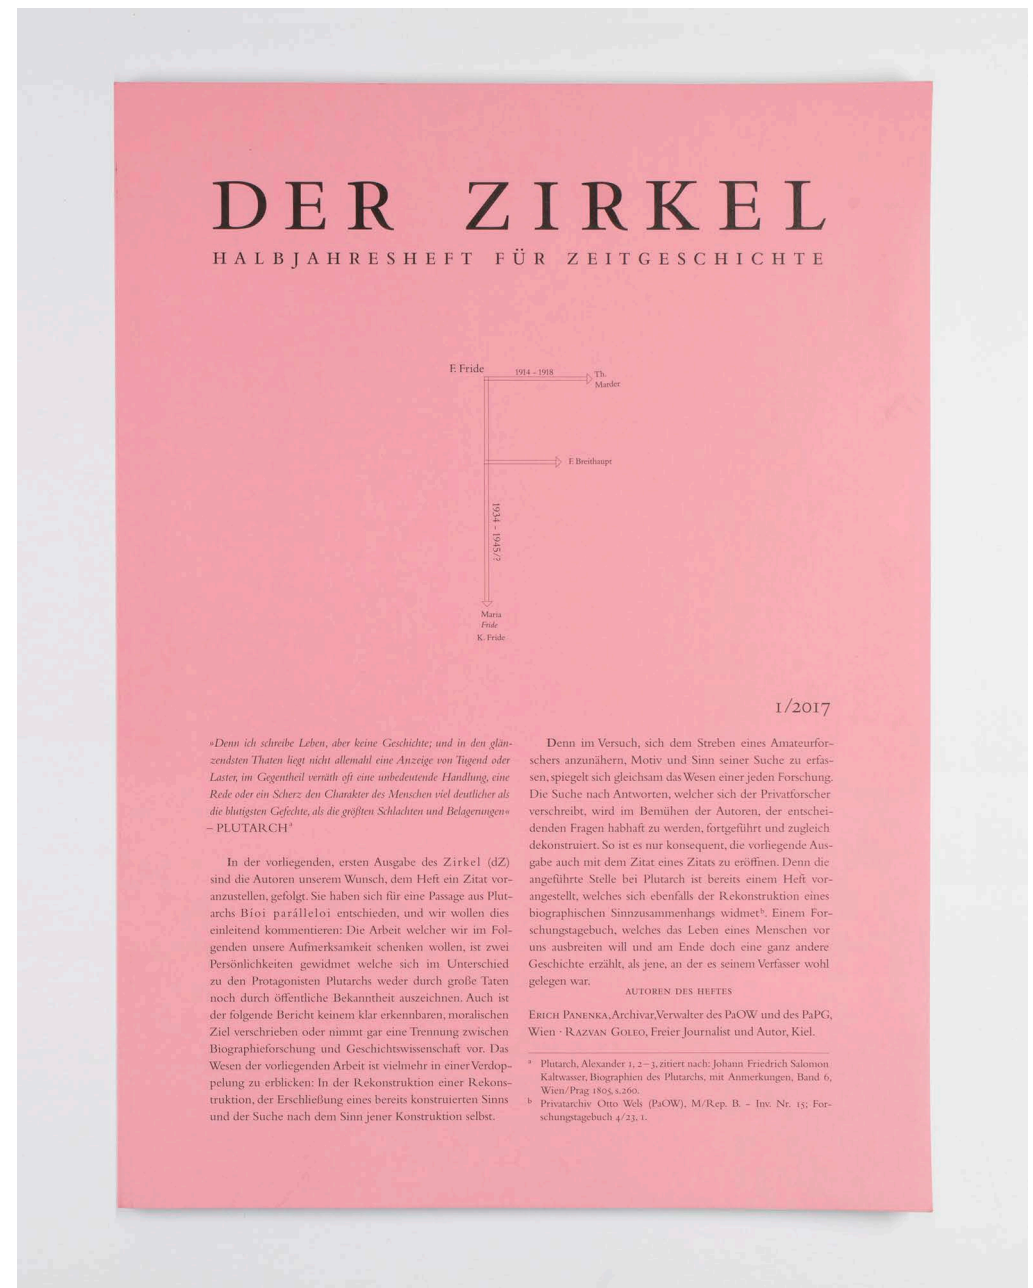 DER ZIRKEL
HALBJAHRESHEFT FÜR ZEITGESCHICHTE
F. Fride
1914 – 1918
Th.
Marder
F. Breithaupt
1934 – 1945/?
Maria
Fride
K. Fride
1/2017
»Denn ich schreibe Leben, aber keine Geschichte; und in den glän-
zendsten Thaten liegt nicht allemahl eine Anzeige von Tugend oder
Laster, im Gegentheil verräth oft eine unbedeutende Handlung, eine
Rede oder ein Scherz den Charakter des Menschen viel deutlicher als
die blutigsten Gefechte, als die größten Schlachten und Belagerungen«
– PLUTARCHᵃ
In der vorliegenden, ersten Ausgabe des Zirkel (dZ)
sind die Autoren unserem Wunsch, dem Heft ein Zitat vor-
anzustellen, gefolgt. Sie haben sich für eine Passage aus Plut-
archs Bíoi parálleloi entschieden, und wir wollen dies
einleitend kommentieren: Die Arbeit welcher wir im Fol-
genden unsere Aufmerksamkeit schenken wollen, ist zwei
Persönlichkeiten gewidmet welche sich im Unterschied
zu den Protagonisten Plutarchs weder durch große Taten
noch durch öffentliche Bekanntheit auszeichnen. Auch ist
der folgende Bericht keinem klar erkennbaren, moralischen
Ziel verschrieben oder nimmt gar eine Trennung zwischen
Biographieforschung und Geschichtswissenschaft vor. Das
Wesen der vorliegenden Arbeit ist vielmehr in einer Verdop-
pelung zu erblicken: In der Rekonstruktion einer Rekons-
truktion, der Erschließung eines bereits konstruierten Sinns
und der Suche nach dem Sinn jener Konstruktion selbst.
Denn im Versuch, sich dem Streben eines Amateurfor-
schers anzunähern, Motiv und Sinn seiner Suche zu erfas-
sen, spiegelt sich gleichsam das Wesen einer jeden Forschung.
Die Suche nach Antworten, welcher sich der Privatforscher
verschreibt, wird im Bemühen der Autoren, der entschei-
denden Fragen habhaft zu werden, fortgeführt und zugleich
dekonstruiert. So ist es nur konsequent, die vorliegende Aus-
gabe auch mit dem Zitat eines Zitats zu eröffnen. Denn die
angeführte Stelle bei Plutarch ist bereits einem Heft vor-
angestellt, welches sich ebenfalls der Rekonstruktion eines
biographischen Sinnzusammenhangs widmetᵇ. Einem For-
schungstagebuch, welches das Leben eines Menschen vor
uns ausbreiten will und am Ende doch eine ganz andere
Geschichte erzählt, als jene, an der es seinem Verfasser wohl
gelegen war.
AUTOREN DES HEFTES
ERICH PANENKA, Archivar, Verwalter des PaOW und des PaPG,
Wien · RAZVAN GOLEO, Freier Journalist und Autor, Kiel.
ᵃ Plutarch, Alexander 1, 2 – 3, zitiert nach: Johann Friedrich Salomon
Kaltwasser, Biographien des Plutarchs, mit Anmerkungen, Band 6,
Wien/Prag 1805, s.260.
ᵇ Privatarchiv Otto Wels (PaOW), M/Rep. B. – Inv. Nr. 15; For-
schungstagebuch 4/23, 1.